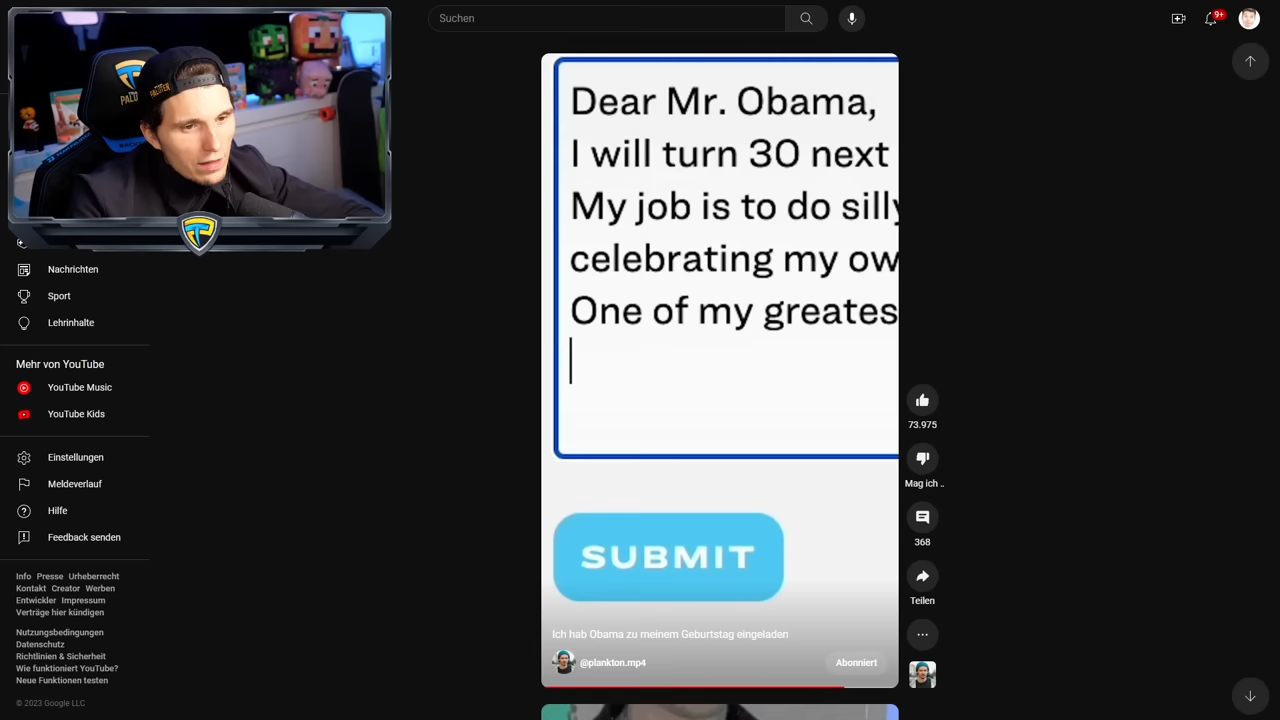 Suchen
9+
PALUTEN
Dear Mr. Obama,
I will turn 30 next
My job is to do silly
celebrating my ow
One of my greates
SUBMIT
Ich hab Obama zu meinem Geburtstag eingeladen
@plankton.mp4
Abonniert
73.975
Mag ich ..
368
Teilen
Nachrichten
Sport
Lehrinhalte
Mehr von YouTube
YouTube Music
YouTube Kids
Einstellungen
Meldeverlauf
Hilfe
Feedback senden
Info Presse Urheberrecht
Kontakt Creator Werben
Entwickler Impressum
Verträge hier kündigen
Nutzungsbedingungen
Datenschutz
Richtlinien & Sicherheit
Wie funktioniert YouTube?
Neue Funktionen testen
© 2023 Google LLC